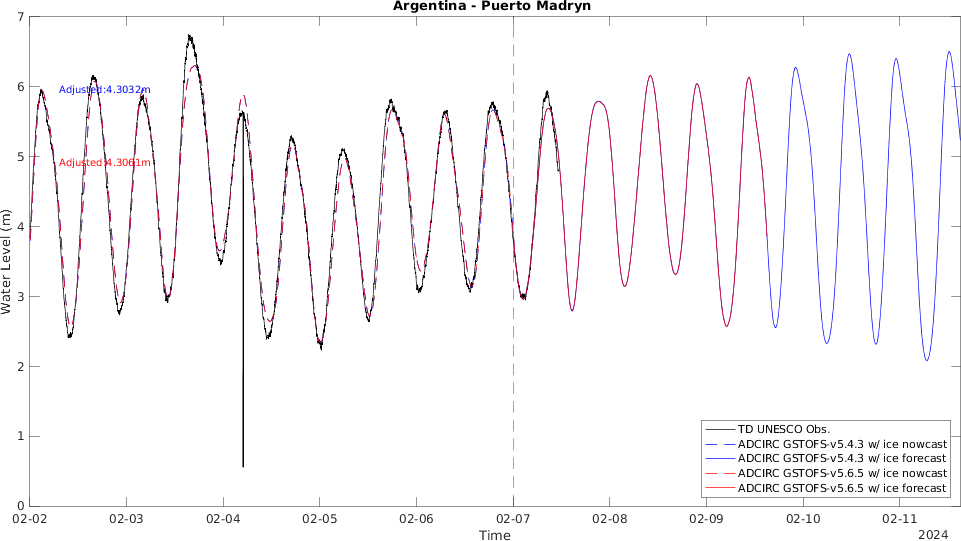 Argentina - Puerto Madryn
7
6
5
4
3
2
1
0
Water Level (m)
Adjusted:4.3032m
Adjusted:4.3061m
TD UNESCO Obs.
ADCIRC GSTOFS-v5.4.3 w/ ice nowcast
ADCIRC GSTOFS-v5.4.3 w/ ice forecast
ADCIRC GSTOFS-v5.6.5 w/ ice nowcast
ADCIRC GSTOFS-v5.6.5 w/ ice forecast
02-02 02-03 02-04 02-05 02-06 02-07 02-08 02-09 02-10 02-11
Time
2024